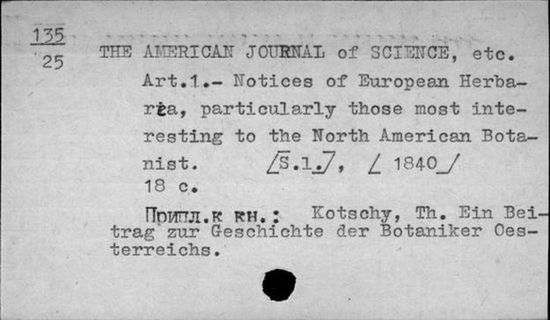 135
25
THE AMERICAN JOURNAL of SCIENCE, etc.
Art.1.- Notices of European Herba-
ria, particularly those most inte-
resting to the North American Bota-
nist. [S.l.], [1840]
18 с.
Припл.к кн.: Kotschy, Th. Ein Bei-
trag zur Geschichte der Botaniker Oes-
terreichs.